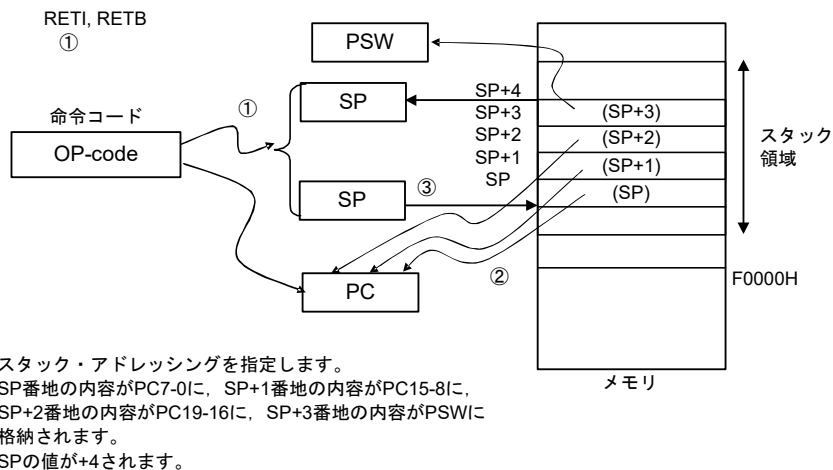 RETI, RETB
①
PSW
SP+4
SP
SP+3
(SP+3)
①
命令コード
SP+2
(SP+2)
スタック
領域
OP-code
SP+1
(SP+1)
SP
(SP)
SP
③
②
F0000H
PC
メモリ
スタック・アドレッシングを指定します。
SP番地の内容がPC7-0に，SP+1番地の内容がPC15-8に，
SP+2番地の内容がPC19-16に，SP+3番地の内容がPSWに
格納されます。
SPの値が+4されます。